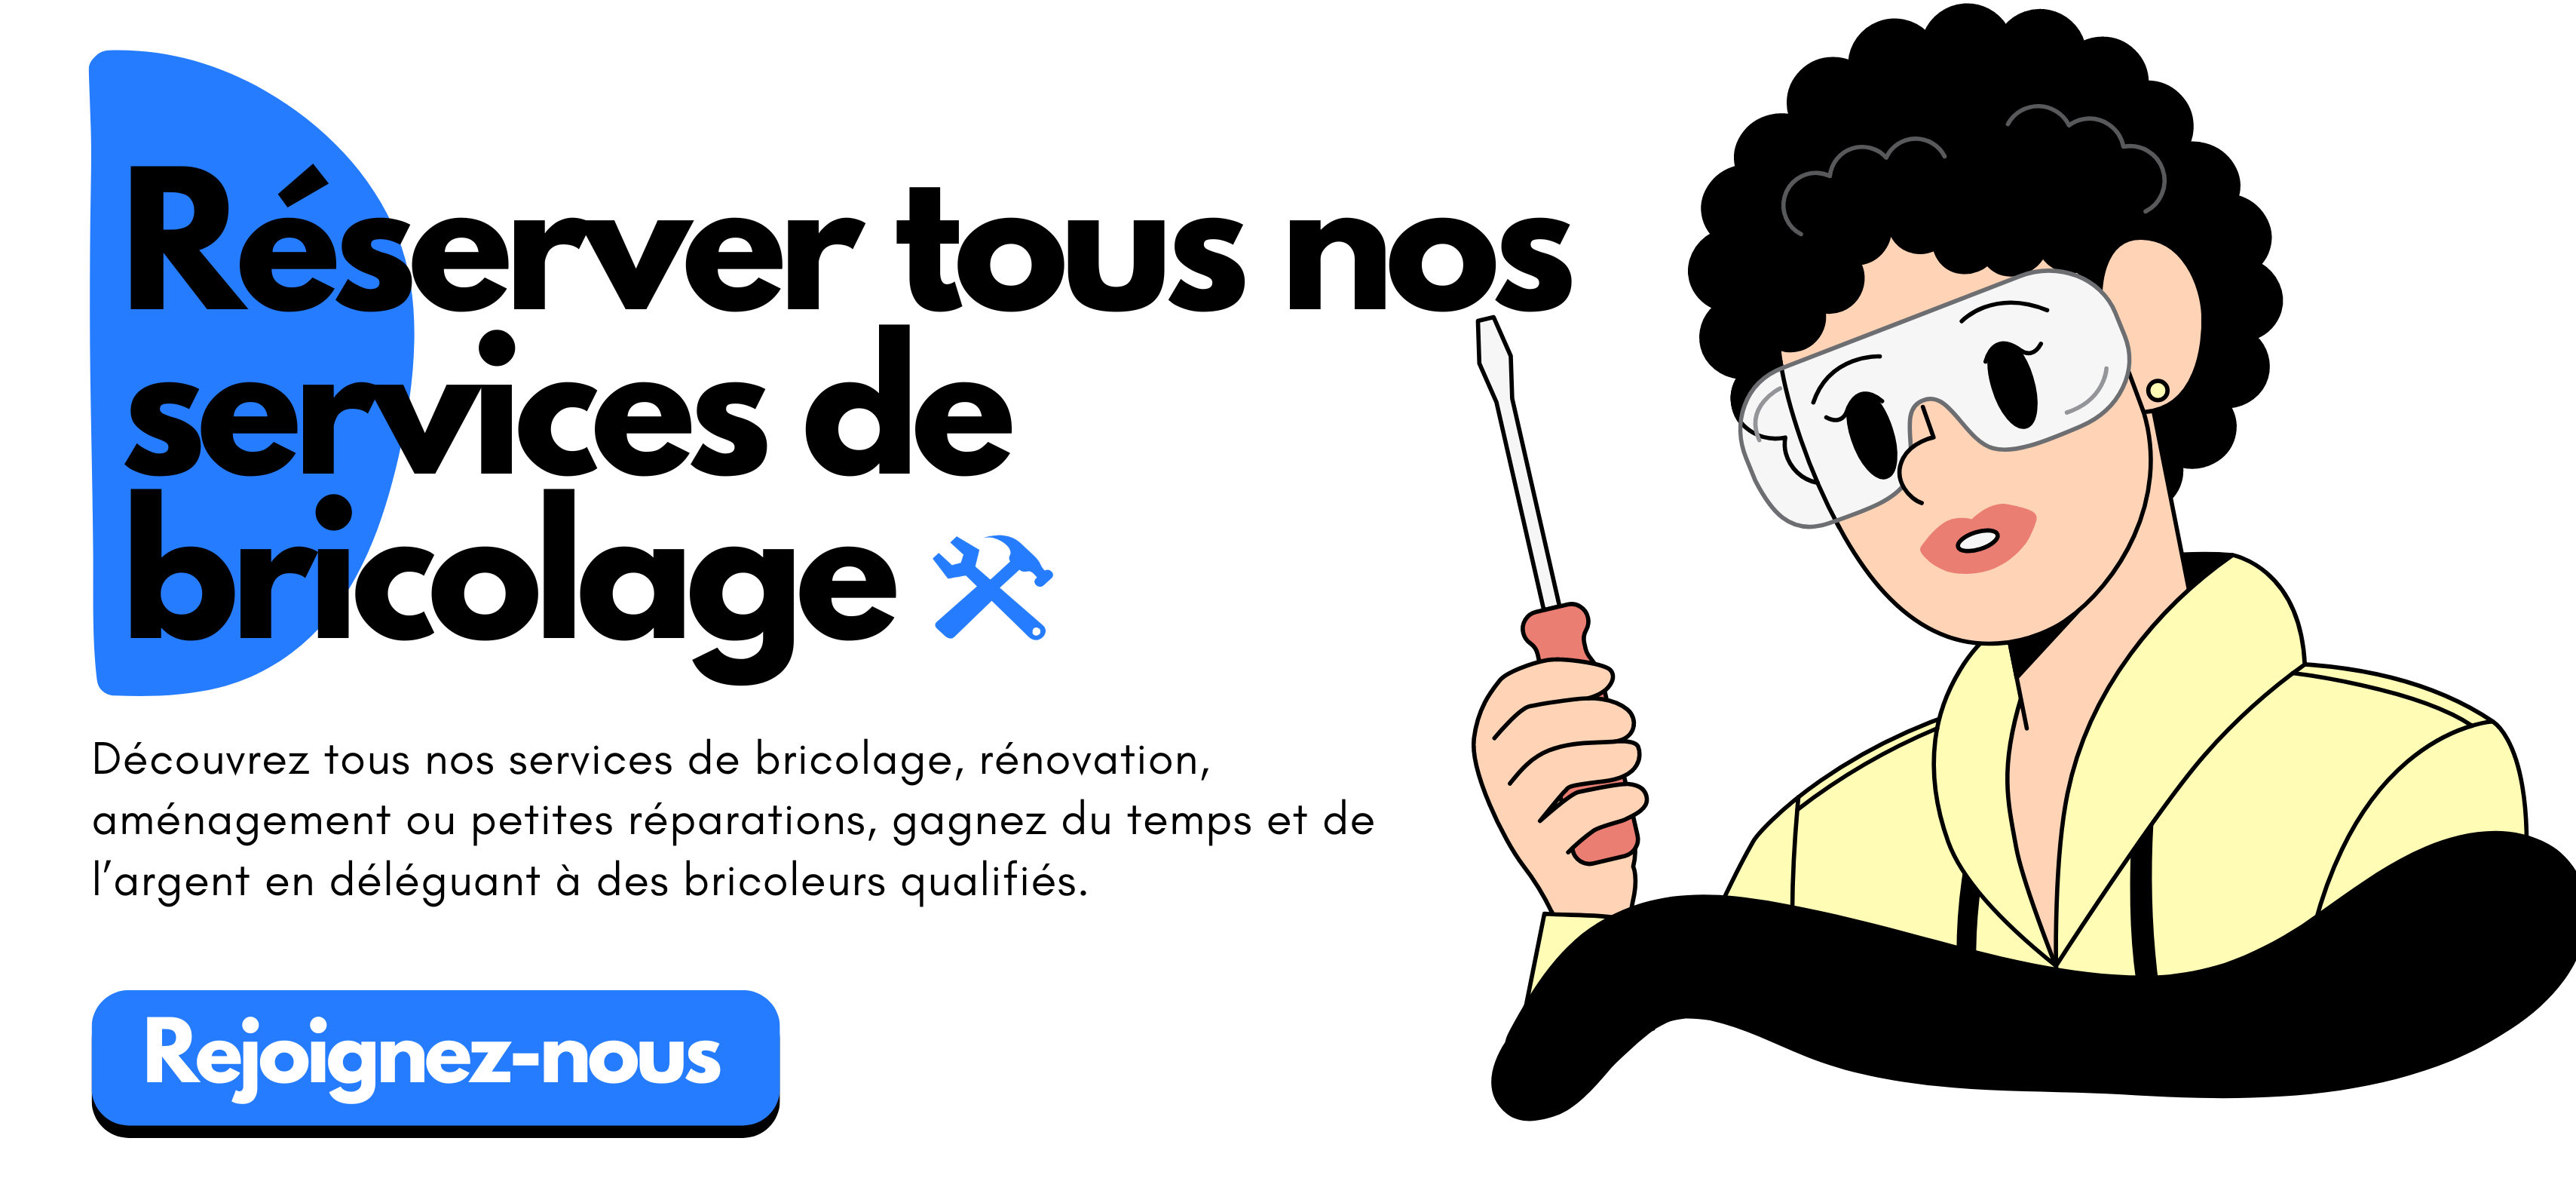 Réserver tous nos
services de
bricolage
Découvrez tous nos services de bricolage, rénovation,
aménagement ou petites réparations, gagnez du temps et de
l’argent en déléguant à des bricoleurs qualifiés.
Rejoignez-nous